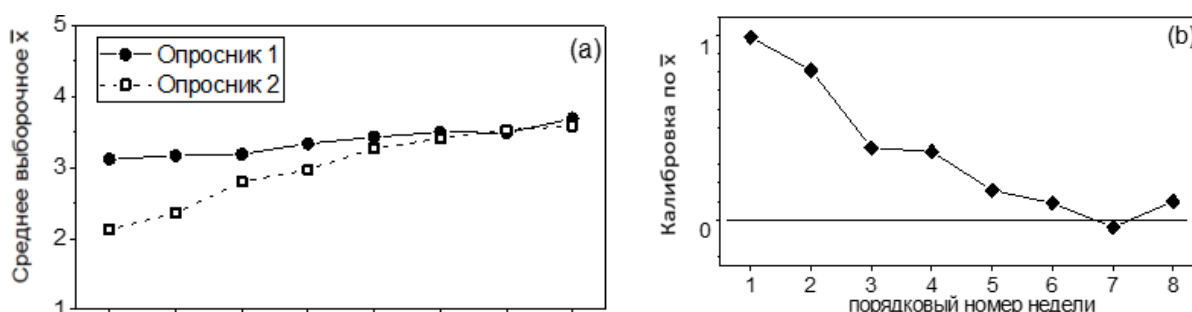 Среднее выборочное x̅
5
4
3
2
1
Опросник 1
Опросник 2
(a)
Калибровка по x̅
1
0
(b)
1 2 3 4 5 6 7 8
порядковый номер недели